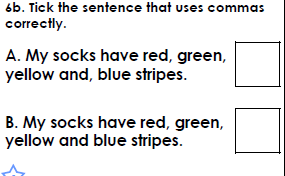 6b. Tick the sentence that uses commas
correctly.
A. My socks have red, green,
yellow and, blue stripes.
B. My socks have red, green,
yellow and blue stripes.